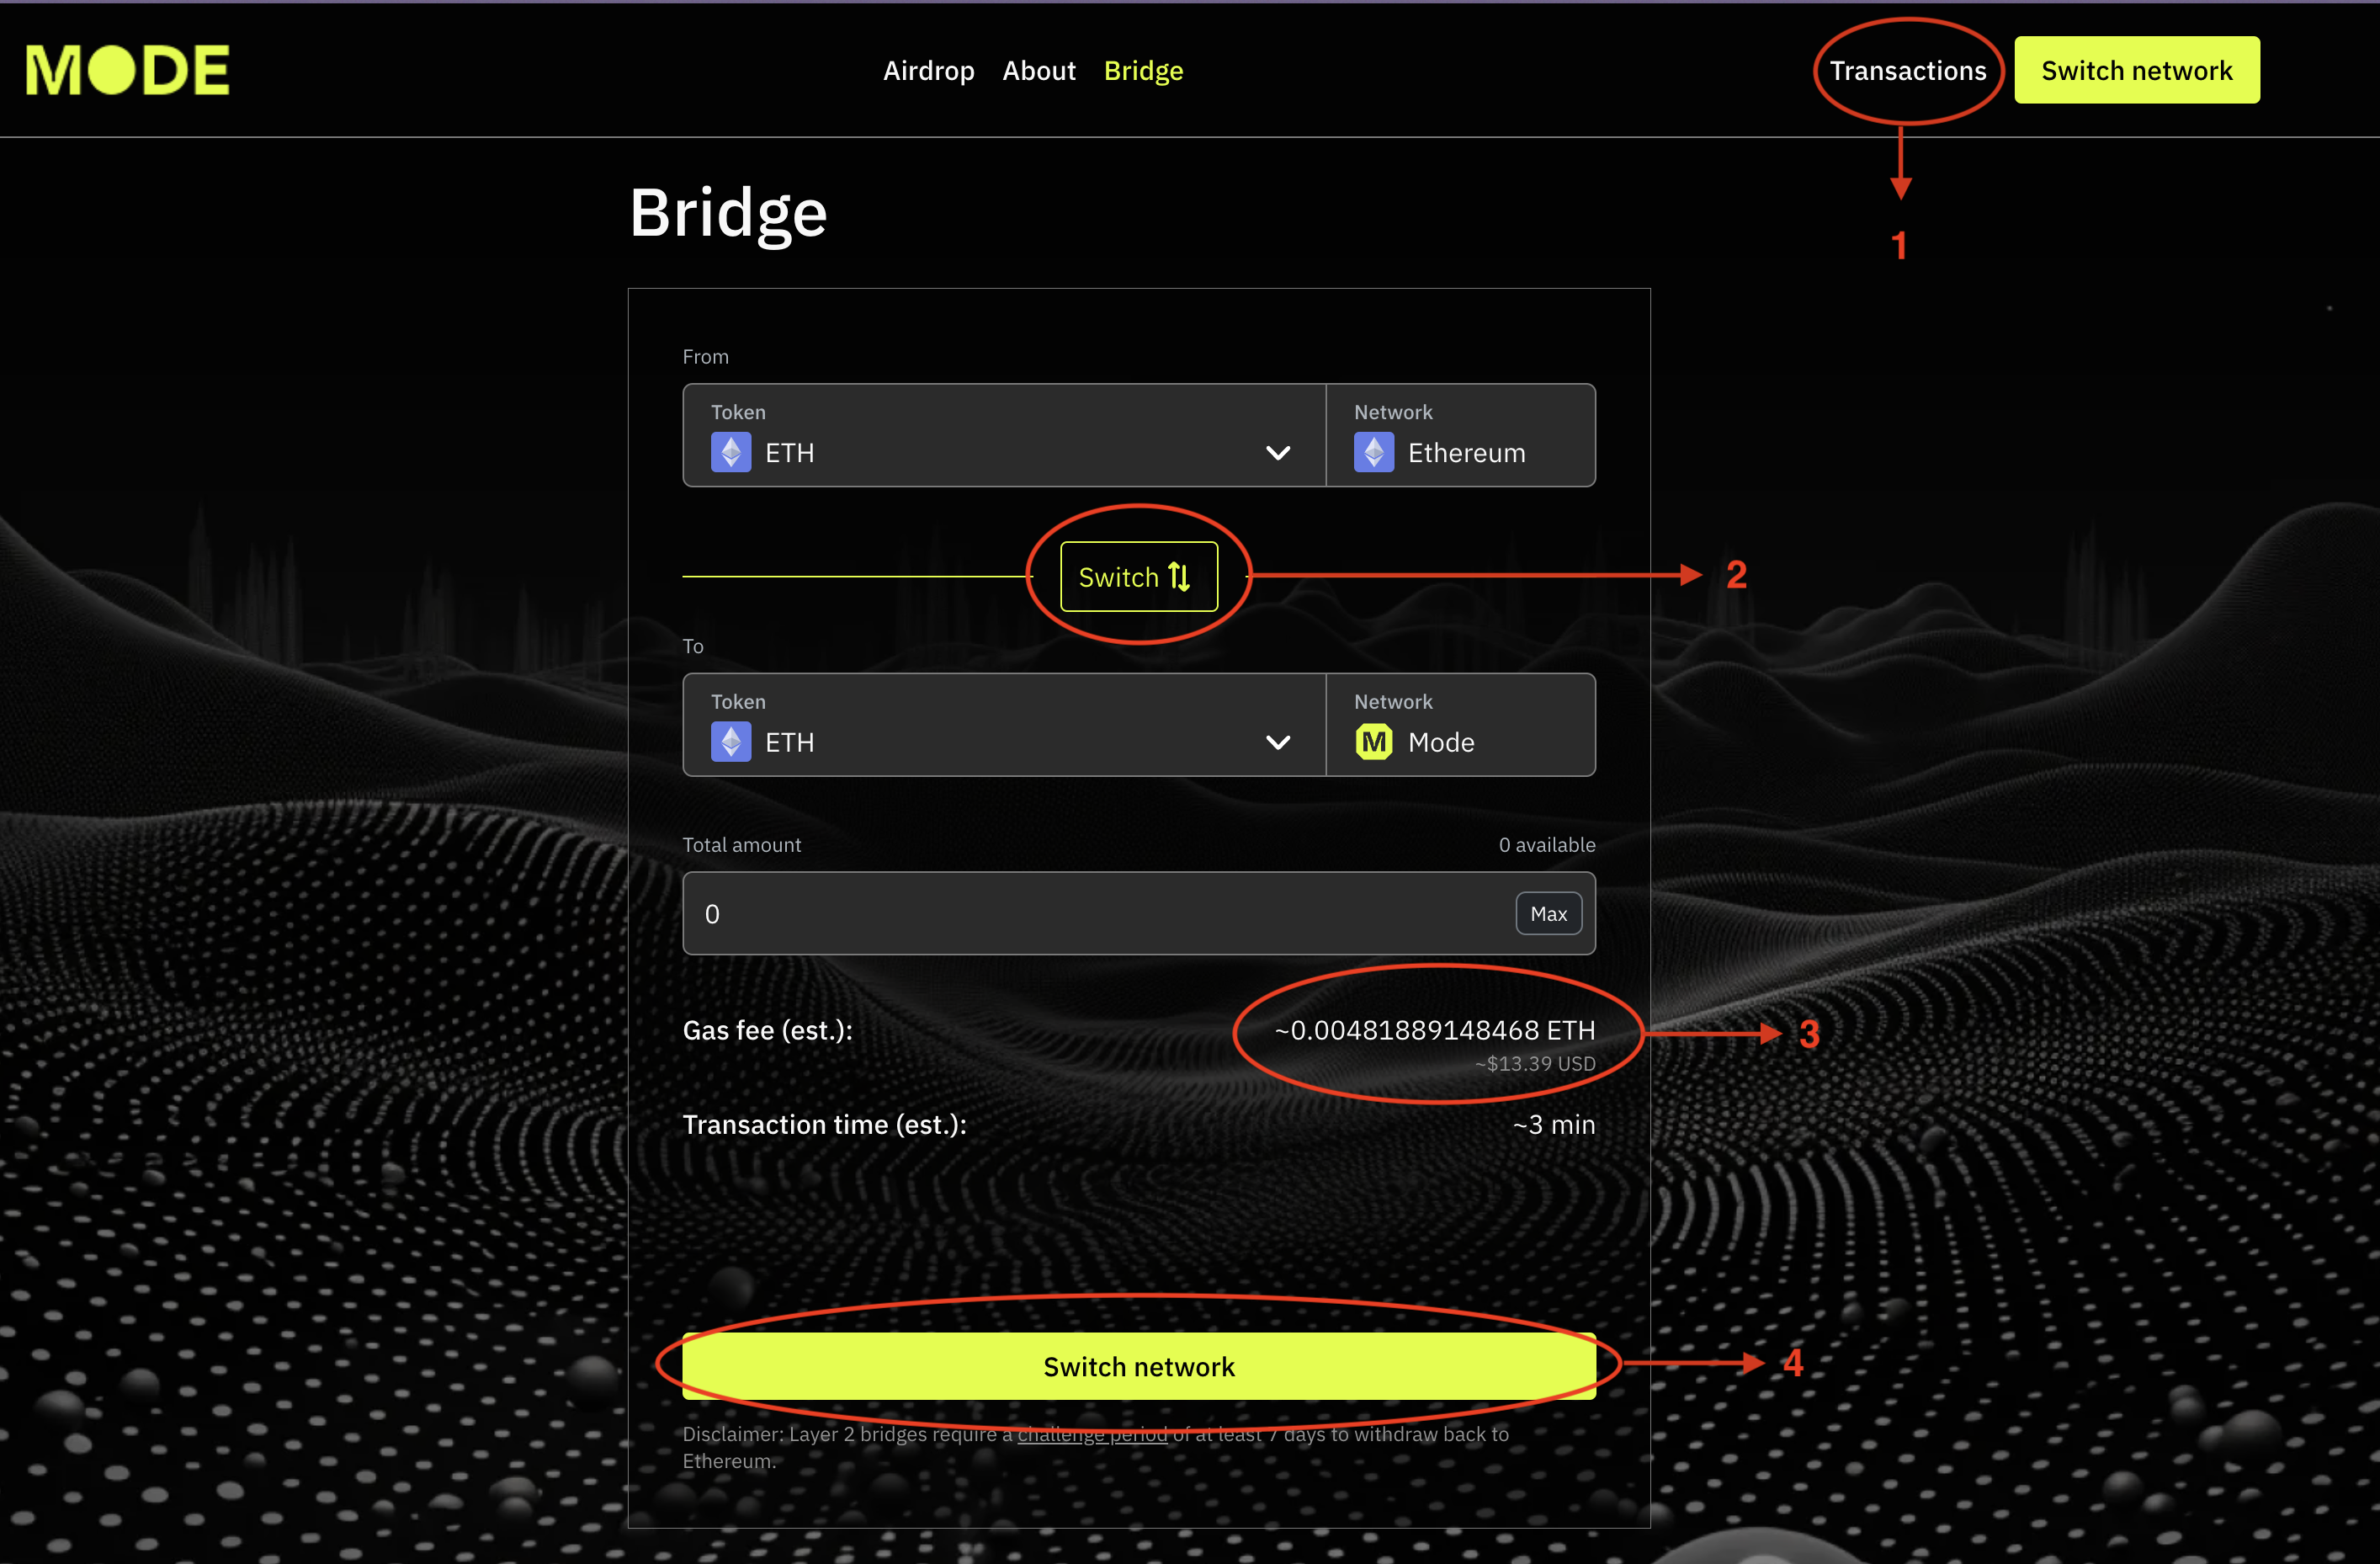 MODE
Airdrop About Bridge
Transactions Switch network
1
Bridge
From
Token
ETH
Network
Ethereum
Switch
2
To
Token
ETH
Network
Mode
Total amount 0 available
0 Max
Gas fee (est.): ~0.00481889148468 ETH
~$13.39 USD
3
Transaction time (est.): ~3 min
Switch network
4
Disclaimer: Layer 2 bridges require a challenge period of at least 7 days to withdraw back to
Ethereum.